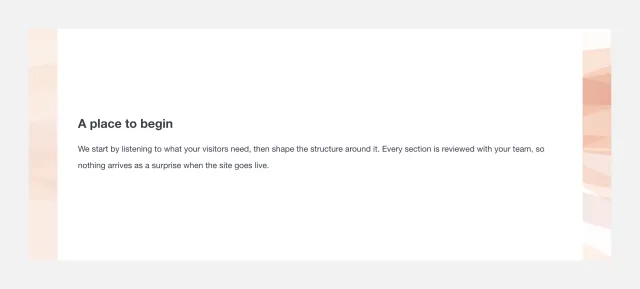 A place to begin
We start by listening to what your visitors need, then shape the structure around it. Every section is reviewed with your team, so
nothing arrives as a surprise when the site goes live.